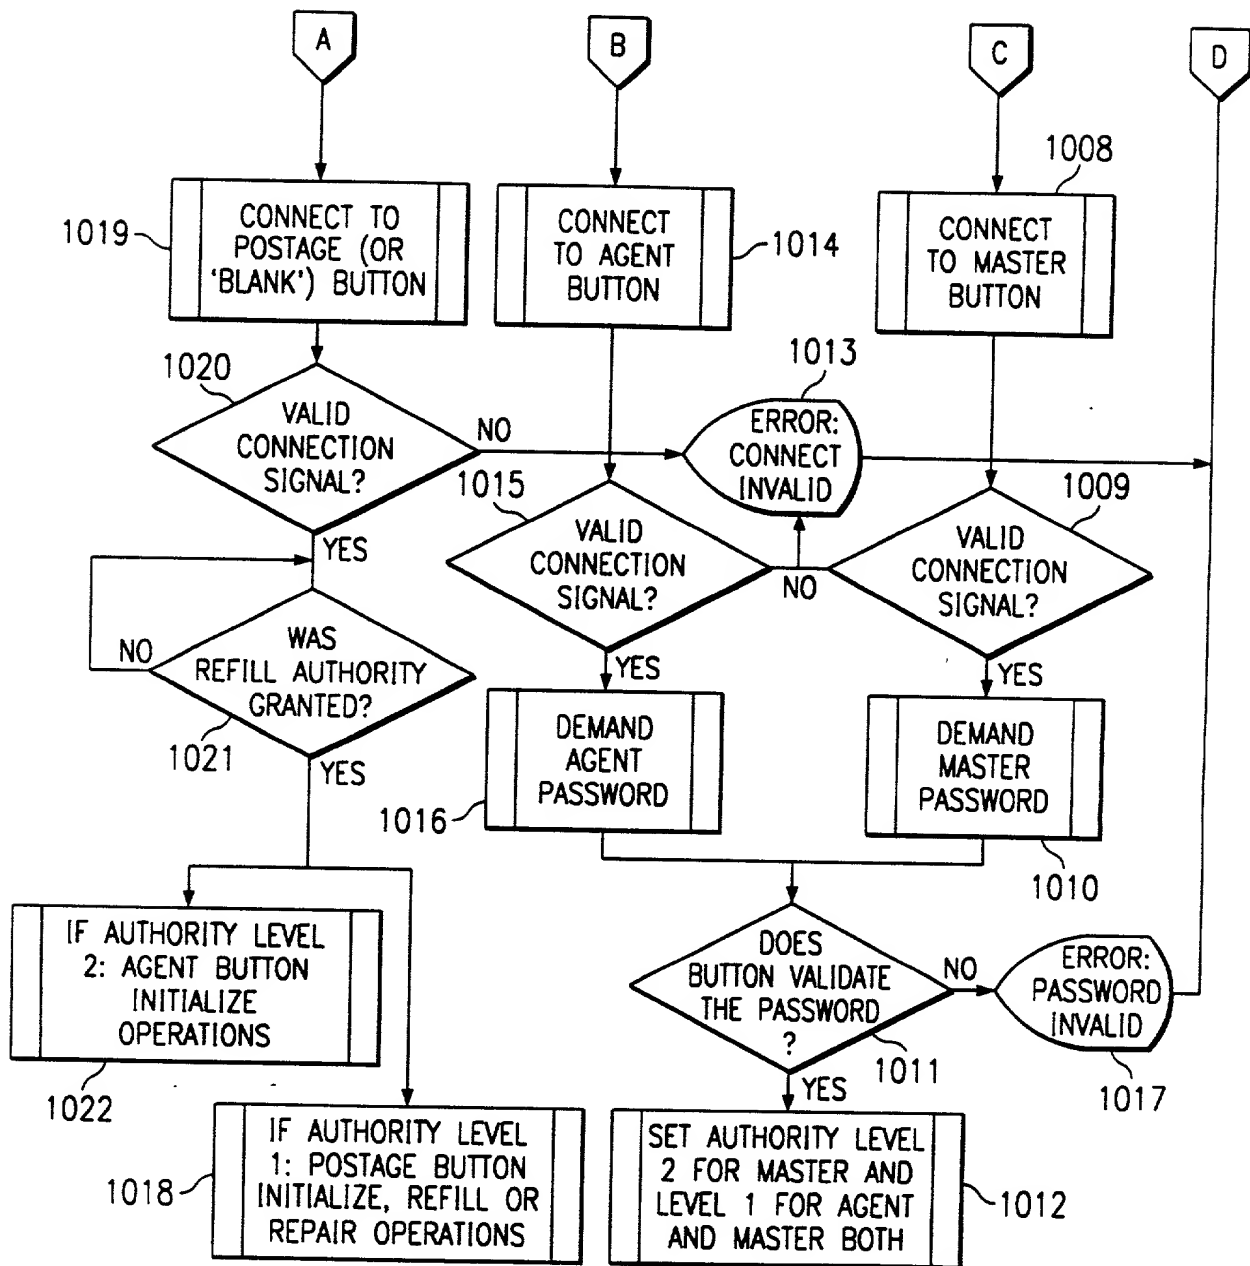 A
B
C
D
1008
1019
CONNECT TO
POSTAGE (OR
'BLANK') BUTTON
CONNECT
TO AGENT
BUTTON
1014
CONNECT
TO MASTER
BUTTON
1013
1020
VALID
CONNECTION
SIGNAL?
NO
ERROR:
CONNECT
INVALID
1015
1009
YES
VALID
CONNECTION
SIGNAL?
NO
VALID
CONNECTION
SIGNAL?
NO
WAS
REFILL AUTHORITY
GRANTED?
1021
YES
YES
YES
DEMAND
AGENT
PASSWORD
1016
DEMAND
MASTER
PASSWORD
1010
IF AUTHORITY LEVEL
2: AGENT BUTTON
INITIALIZE
OPERATIONS
1022
DOES
BUTTON VALIDATE
THE PASSWORD
?
1011
NO
ERROR:
PASSWORD
INVALID
1017
YES
IF AUTHORITY LEVEL
1: POSTAGE BUTTON
INITIALIZE, REFILL OR
REPAIR OPERATIONS
1018
SET AUTHORITY LEVEL
2 FOR MASTER AND
LEVEL 1 FOR AGENT
AND MASTER BOTH
1012